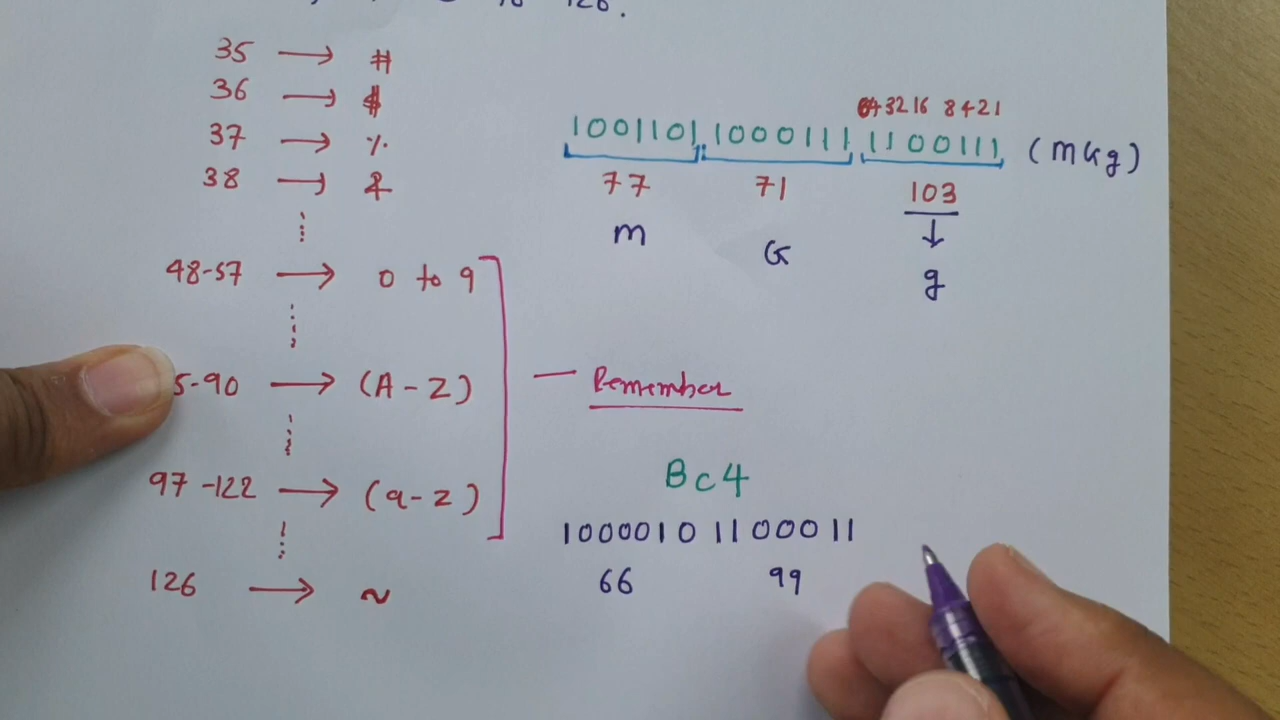 126.
35 → #
36 → $
37 → %
38 → &
48-57 → 0 to 9
5-90 → (A-Z)
97-122 → (a-z)
126 → ~
64 32 16 8 4 2 1
1001101 1000111 1100111 (MGg)
77 71 103
M G g
Remember
Bc4
1000010 1100011
66 99